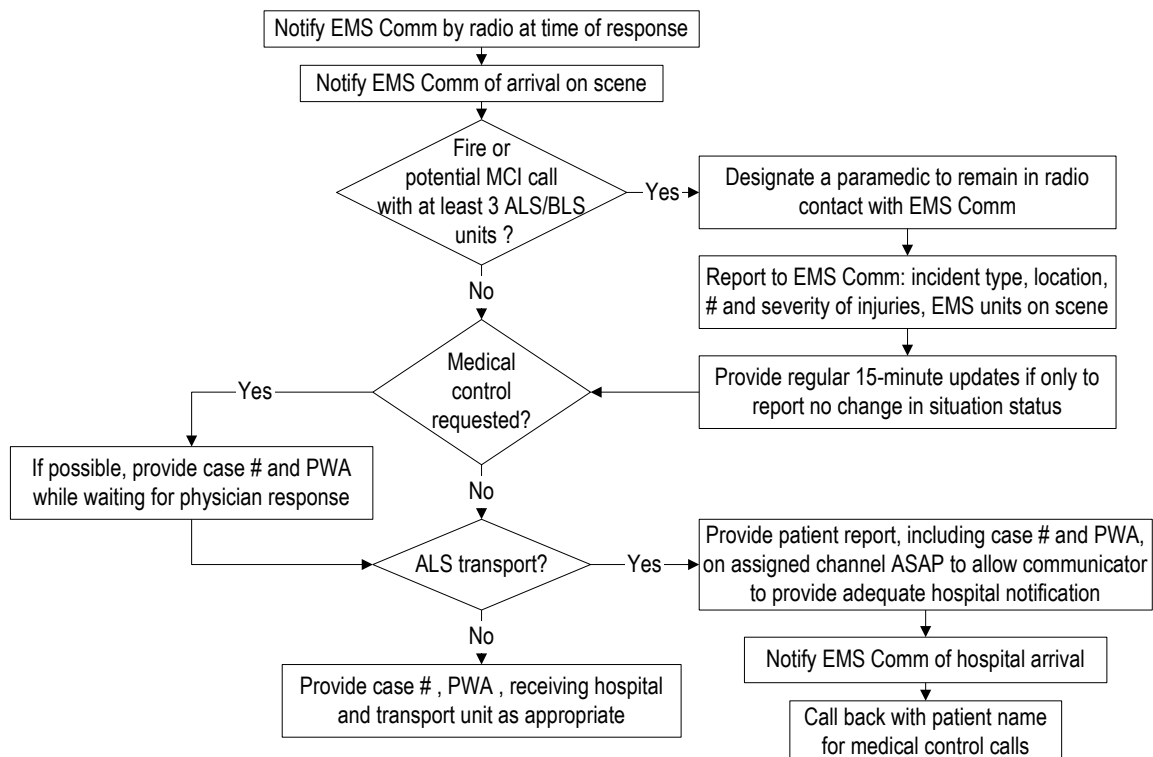 Notify EMS Comm by radio at time of response
Notify EMS Comm of arrival on scene
Fire or
potential MCI call
with at least 3 ALS/BLS
units ?
Yes
Designate a paramedic to remain in radio
contact with EMS Comm
Report to EMS Comm: incident type, location,
# and severity of injuries, EMS units on scene
Provide regular 15-minute updates if only to
report no change in situation status
No
Medical
control
requested?
Yes
If possible, provide case # and PWA
while waiting for physician response
No
ALS transport?
Yes
Provide patient report, including case # and PWA,
on assigned channel ASAP to allow communicator
to provide adequate hospital notification
Notify EMS Comm of hospital arrival
Call back with patient name
for medical control calls
No
Provide case # , PWA , receiving hospital
and transport unit as appropriate